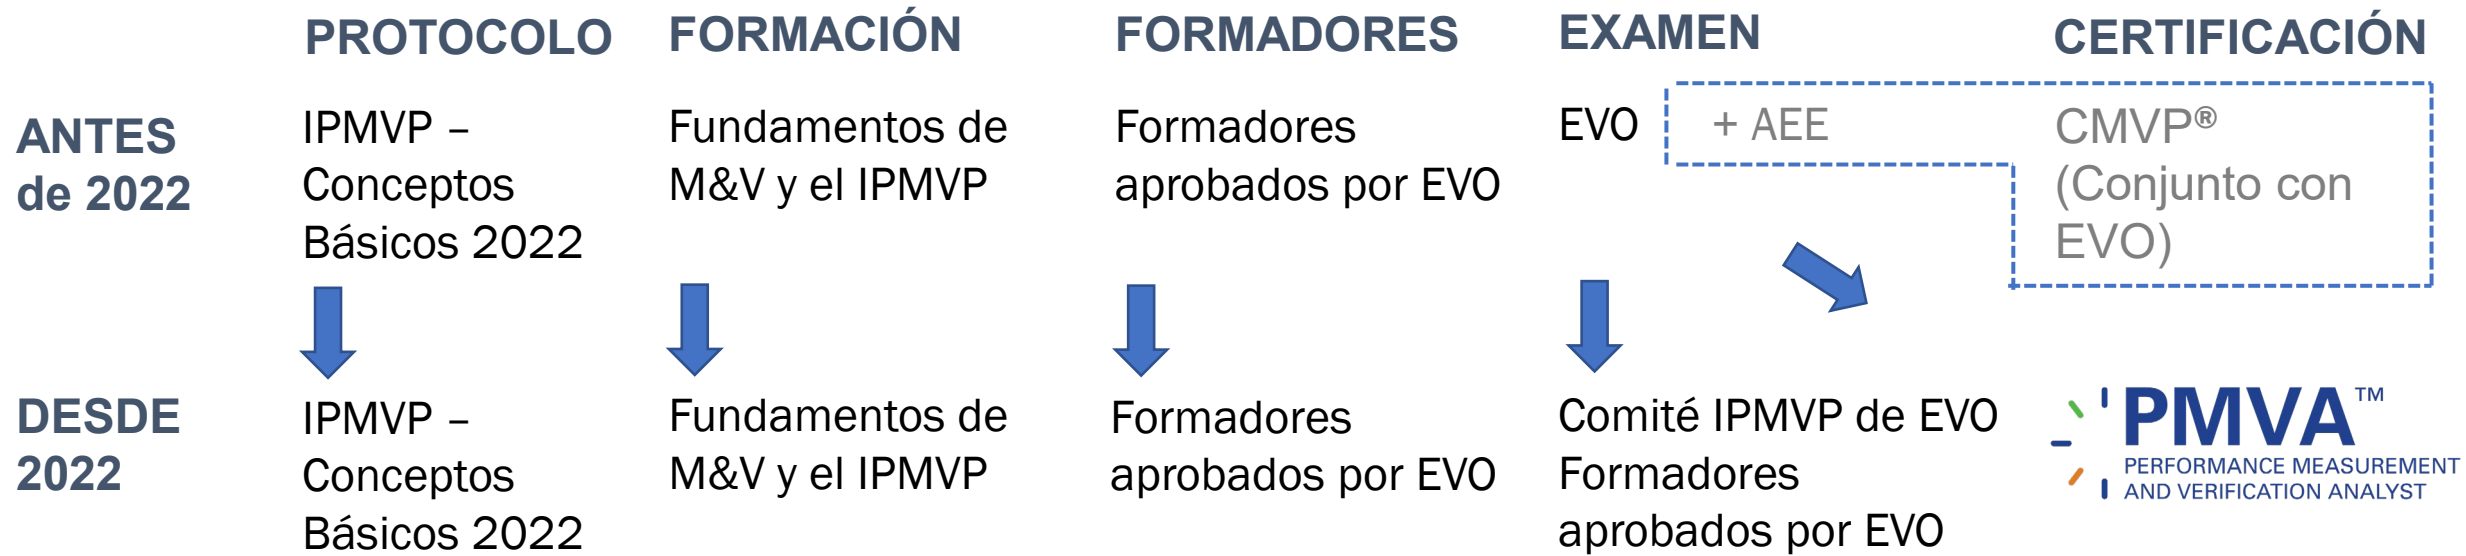 PROTOCOLO FORMACIÓN FORMADORES EXAMEN CERTIFICACIÓN
ANTES
de 2022
IPMVP –
Conceptos
Básicos 2022
Fundamentos de
M&V y el IPMVP
Formadores
aprobados por EVO
EVO + AEE
CMVP®
(Conjunto con
EVO)
DESDE
2022
IPMVP –
Conceptos
Básicos 2022
Fundamentos de
M&V y el IPMVP
Formadores
aprobados por EVO
Comité IPMVP de EVO
Formadores
aprobados por EVO
PMVA™
PERFORMANCE MEASUREMENT
AND VERIFICATION ANALYST